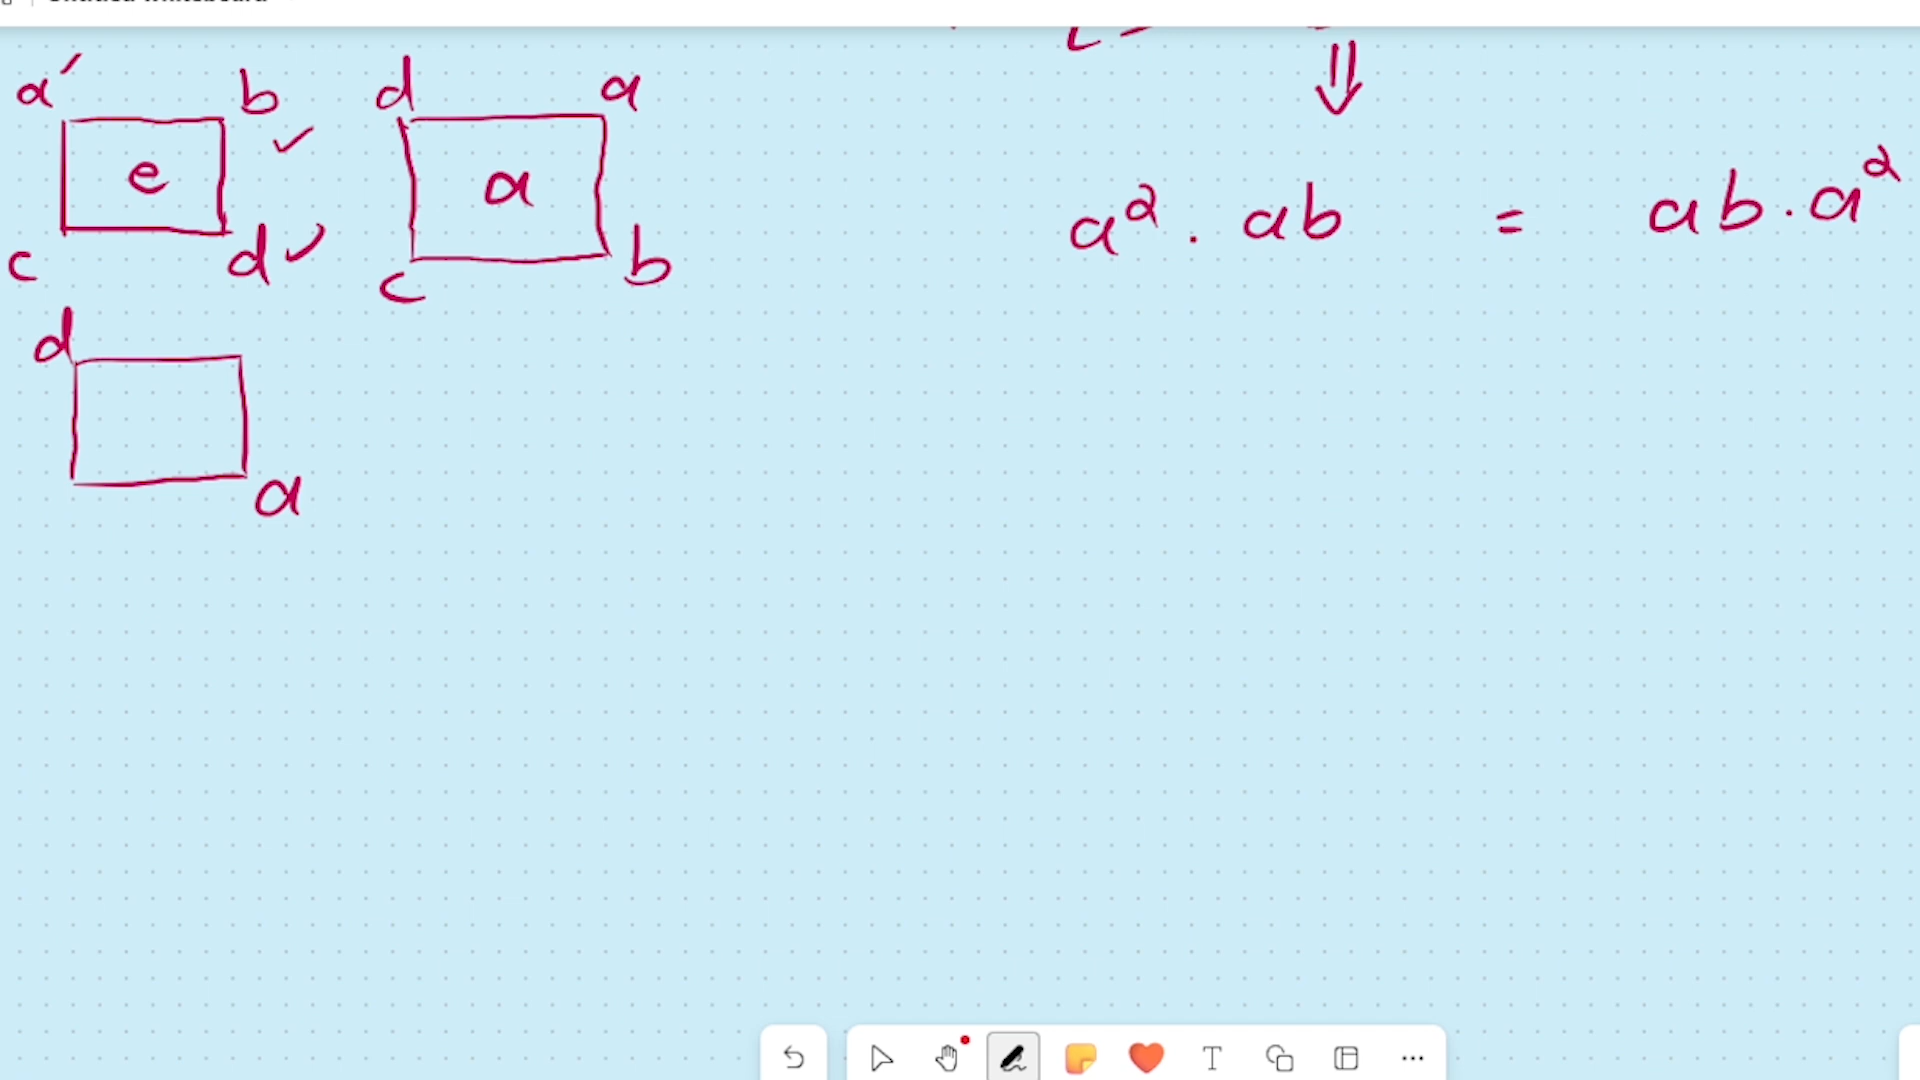 a′ b ✓ d a
e a
c d ✓ c b
a² . ab = ab . a²
d
a
T